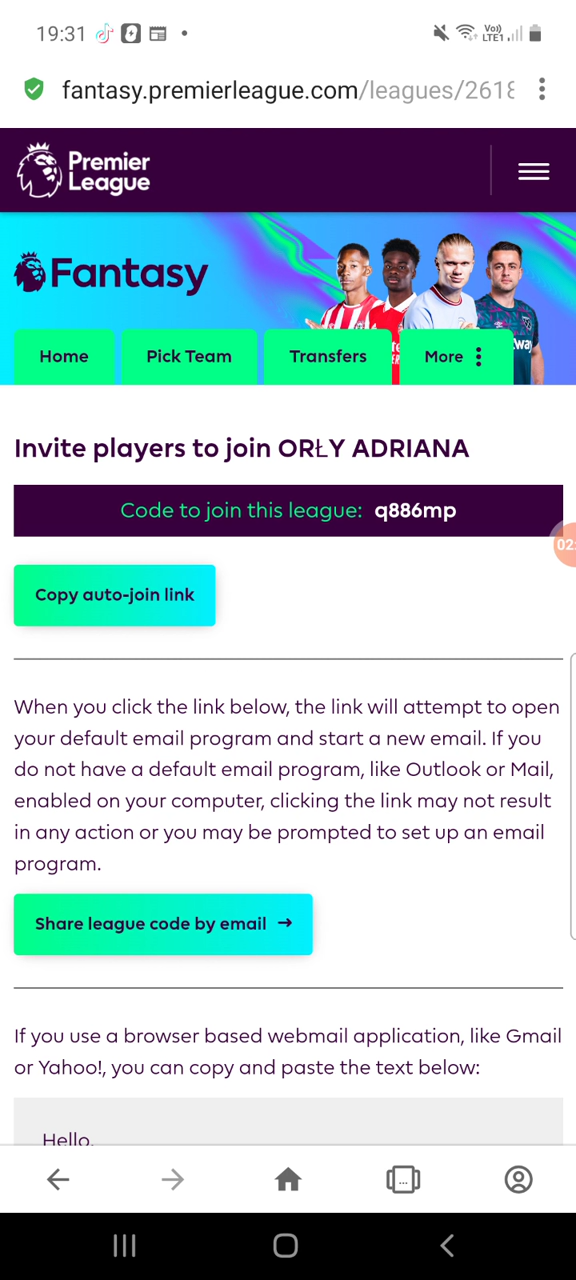 19:31
Vo))
LTE1
fantasy.premierleague.com/leagues/2618
Premier
League
Fantasy
Home
Pick Team
Transfers
More
Invite players to join ORŁY ADRIANA
Code to join this league: q886mp
02:
Copy auto-join link
When you click the link below, the link will attempt to open
your default email program and start a new email. If you
do not have a default email program, like Outlook or Mail,
enabled on your computer, clicking the link may not result
in any action or you may be prompted to set up an email
program.
Share league code by email →
If you use a browser based webmail application, like Gmail
or Yahoo!, you can copy and paste the text below:
Hello,